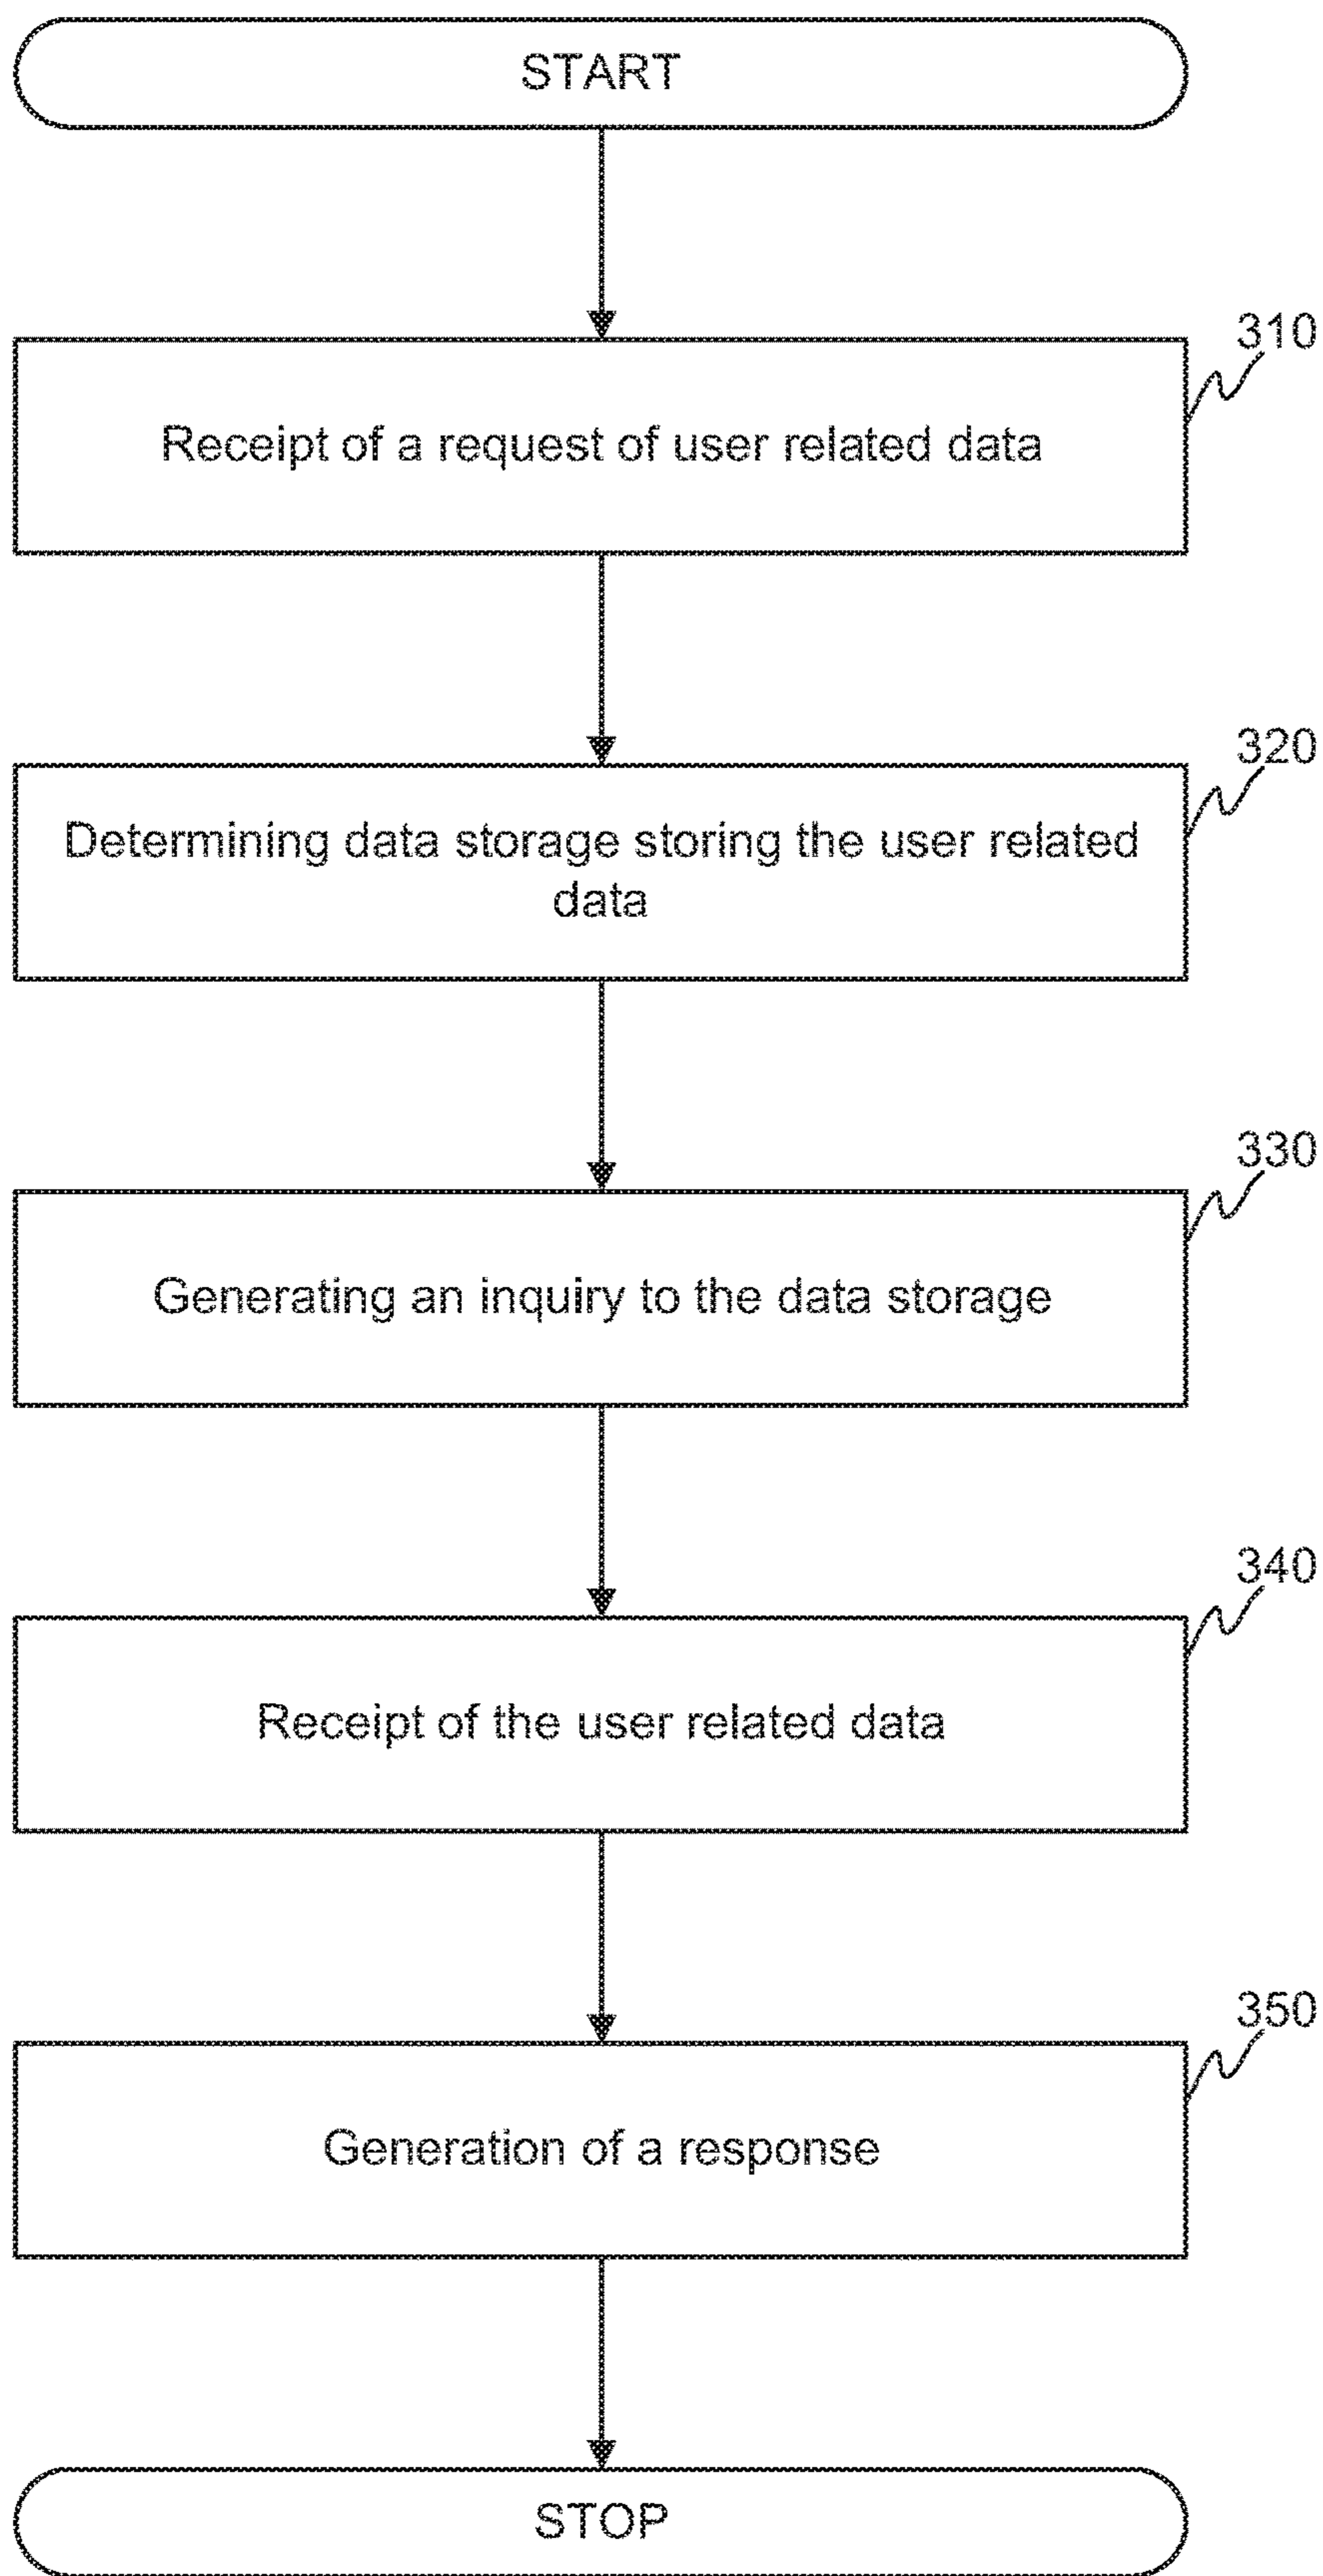 START
310
Receipt of a request of user related data
320
Determining data storage storing the user related
data
330
Generating an inquiry to the data storage
340
Receipt of the user related data
350
Generation of a response
STOP